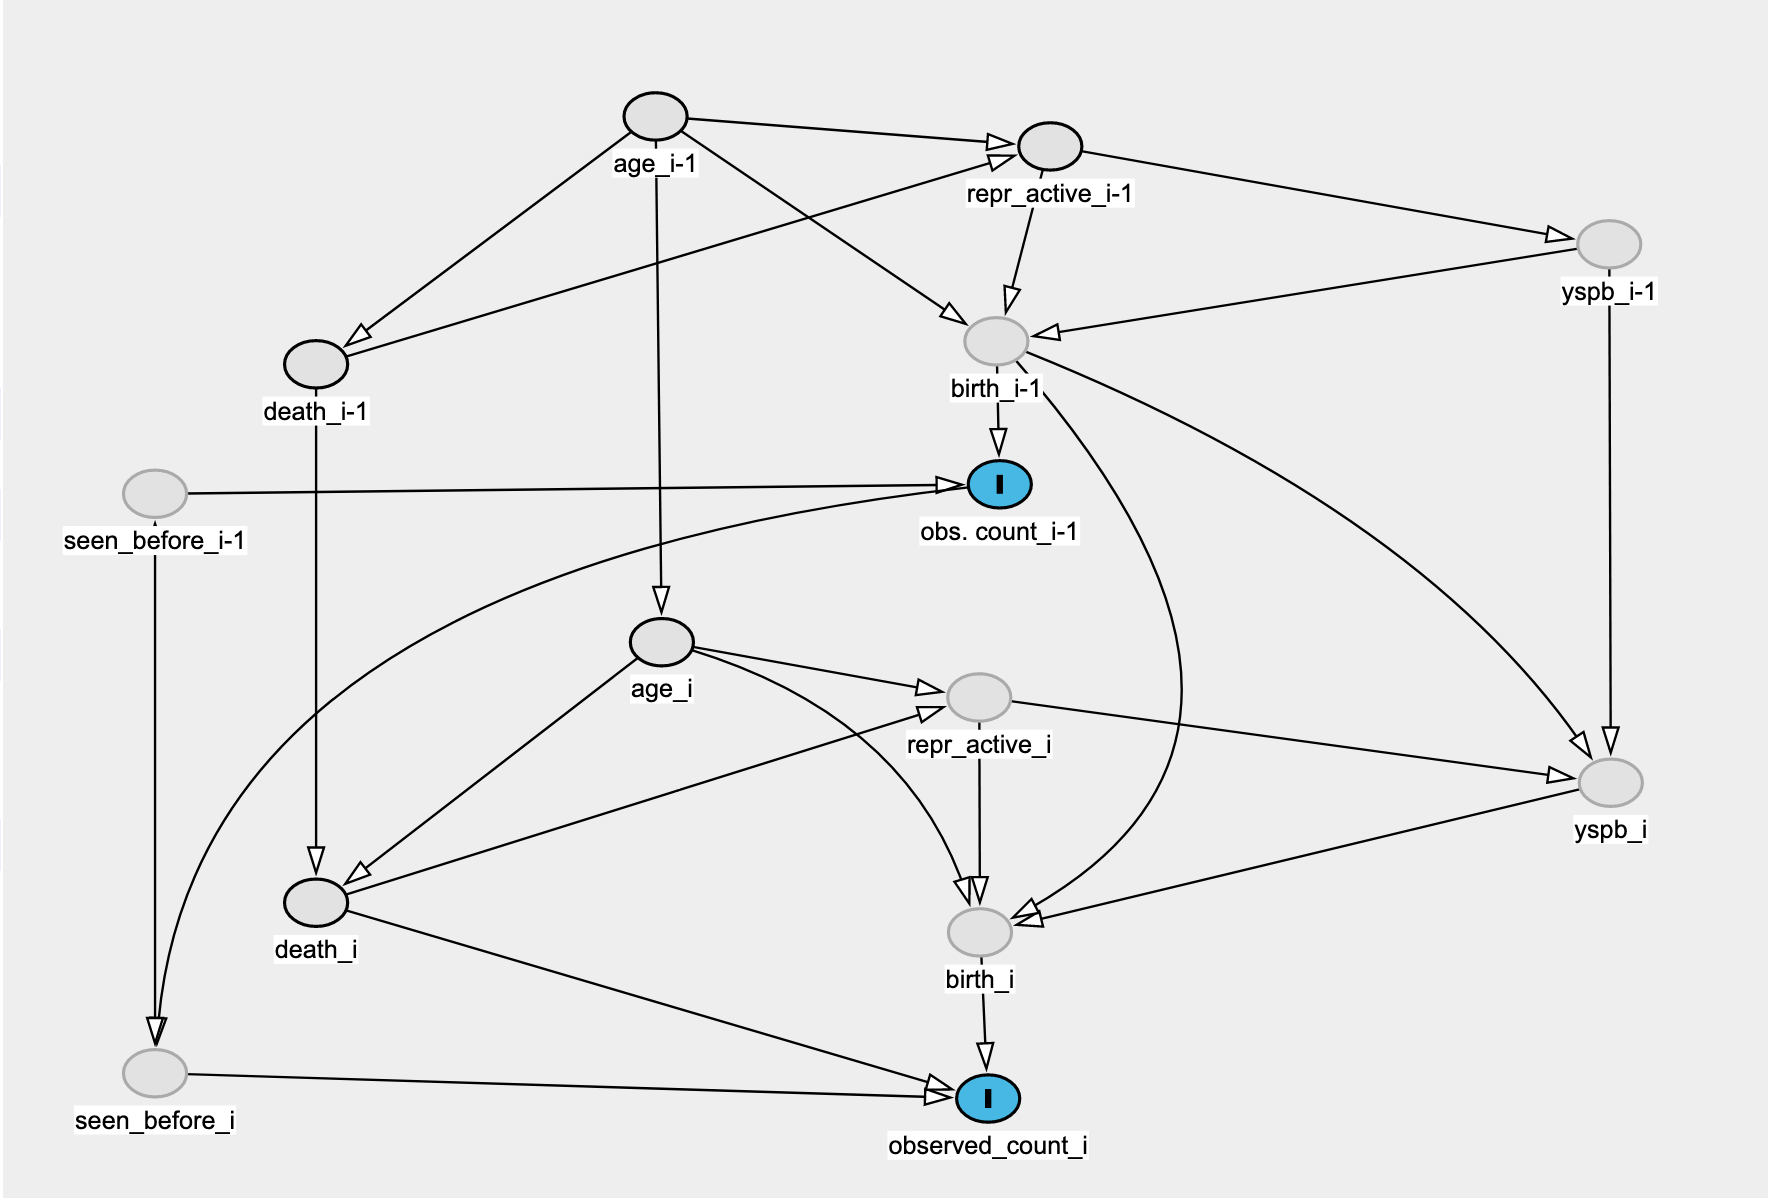 age_i-1
repr_active_i-1
yspb_i-1
birth_i-1
death_i-1
seen_before_i-1
I
obs. count_i-1
age_i
repr_active_i
yspb_i
death_i
birth_i
seen_before_i
I
observed_count_i